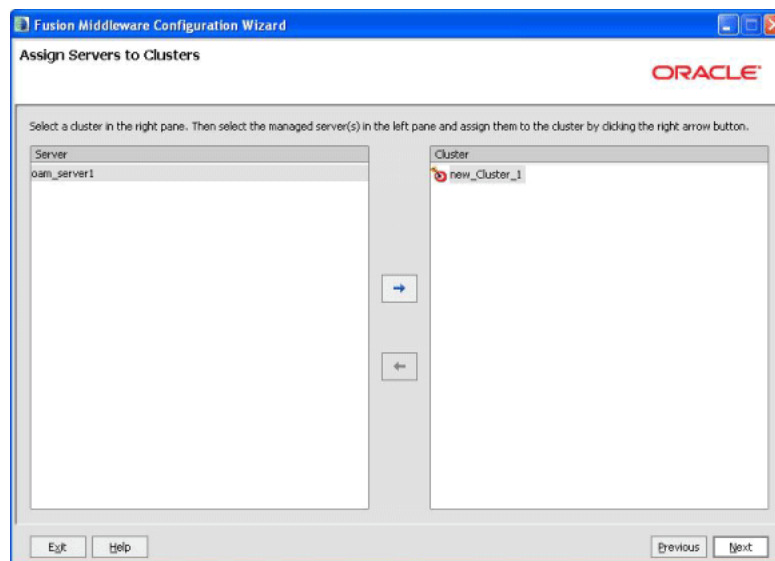 Fusion Middleware Configuration Wizard
Assign Servers to Clusters
ORACLE
Select a cluster in the right pane. Then select the managed server(s) in the left pane and assign them to the cluster by clicking the right arrow button.
Server
Cluster
oam_server1
new_Cluster_1
Exit Help Previous Next